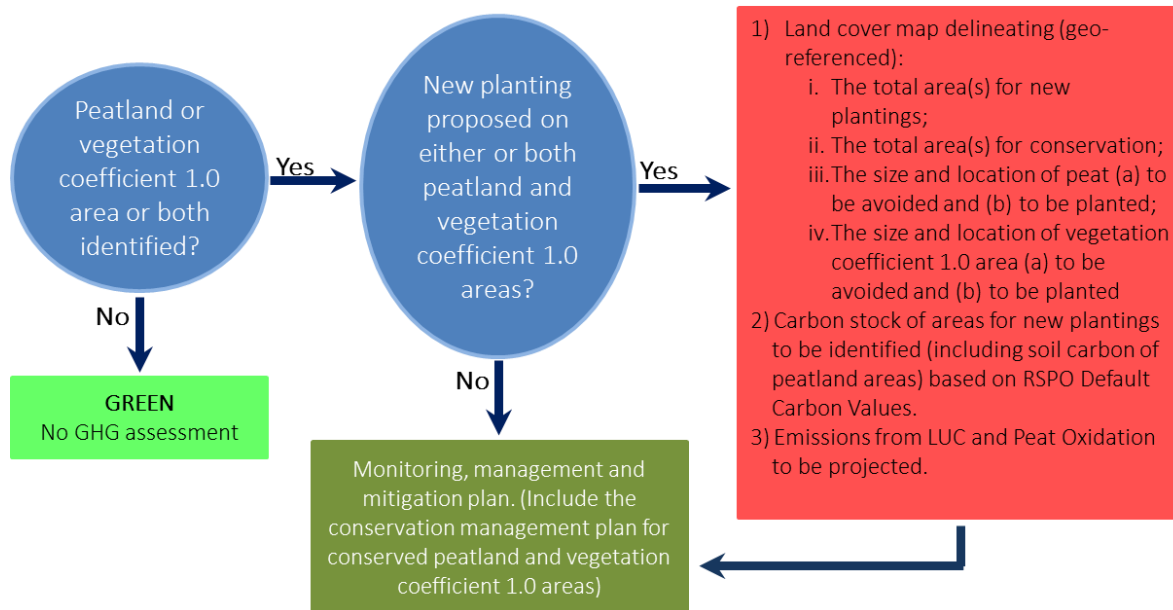 Peatland or
vegetation
coefficient 1.0
area or both
identified?
Yes
No
GREEN
No GHG assessment
New planting
proposed on
either or both
peatland and
vegetation
coefficient 1.0
areas?
Yes
No
1) Land cover map delineating (geo-
referenced):
i. The total area(s) for new
plantings;
ii. The total area(s) for conservation;
iii.The size and location of peat (a) to
be avoided and (b) to be planted;
iv.The size and location of vegetation
coefficient 1.0 area (a) to be
avoided and (b) to be planted
2) Carbon stock of areas for new plantings
to be identified (including soil carbon of
peatland areas) based on RSPO Default
Carbon Values.
3) Emissions from LUC and Peat Oxidation
to be projected.
Monitoring, management and
mitigation plan. (Include the
conservation management plan for
conserved peatland and vegetation
coefficient 1.0 areas)